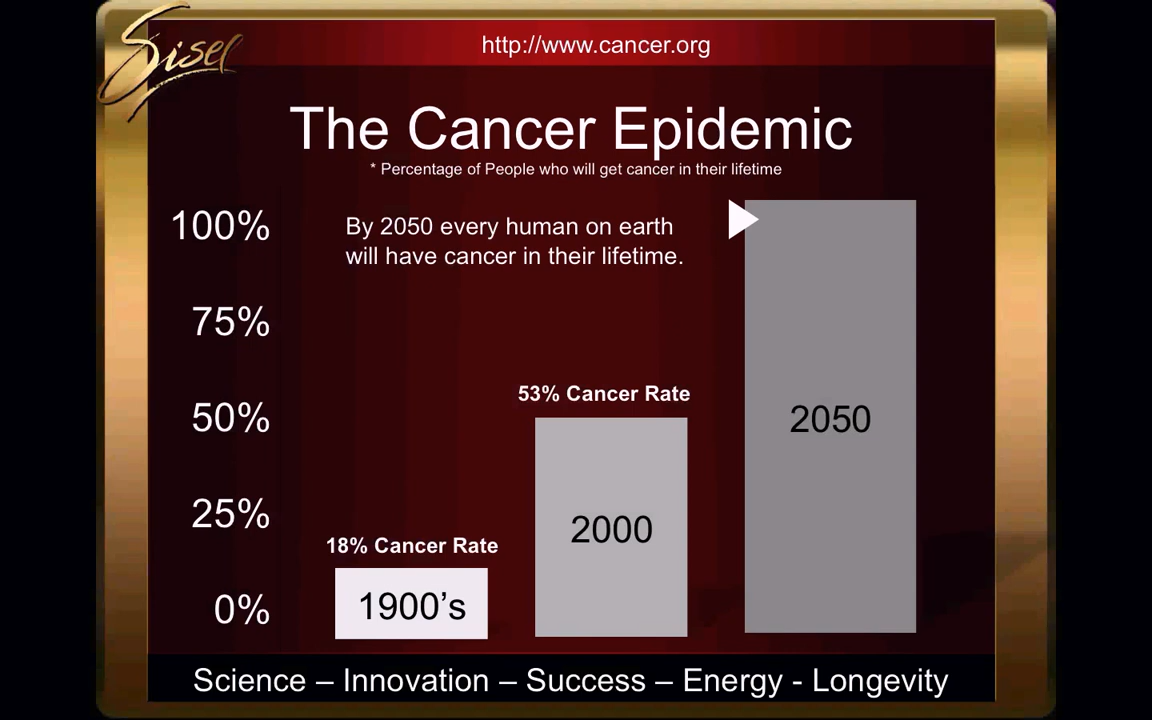 Sisel
http://www.cancer.org
The Cancer Epidemic
* Percentage of People who will get cancer in their lifetime
100%
By 2050 every human on earth
will have cancer in their lifetime.
75%
53% Cancer Rate
50%
2050
25%
2000
18% Cancer Rate
0%
1900’s
Science – Innovation – Success – Energy - Longevity